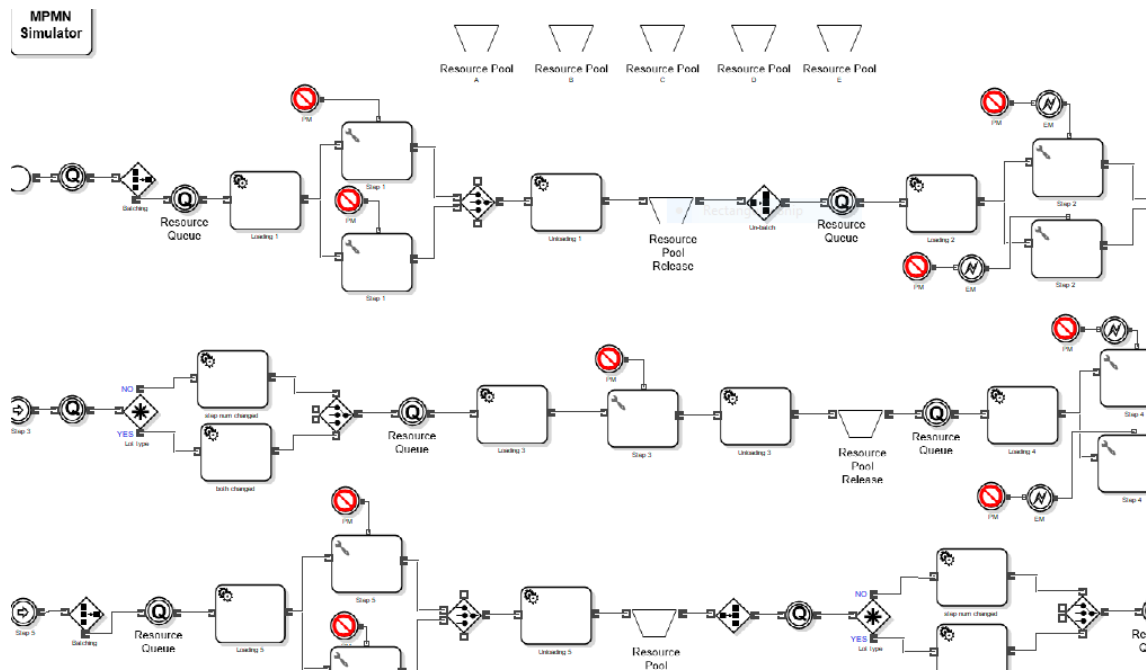 MPMN
Simulator
Resource Pool
A
Resource Pool
B
Resource Pool
C
Resource Pool
D
Resource Pool
E
PM
PM
EM
Q
Batching
Q
Resource
Queue
Loading 1
Step 1
PM
Step 1
Unloading 1
Resource
Pool
Release
Un-batch
Q
Resource
Queue
Loading 2
Step 2
PM
EM
Step 2
Step 3
Q
NO
YES
Lot Type
step num changed
both changed
Q
Resource
Queue
Loading 3
PM
Step 3
Unloading 3
Resource
Pool
Release
Q
Resource
Queue
Loading 4
PM
EM
Step 4
PM
EM
Step 4
Step 5
Batching
Q
Resource
Queue
Loading 5
PM
Step 5
Unloading 5
Resource
Pool
Q
NO
YES
Lot Type
step num changed